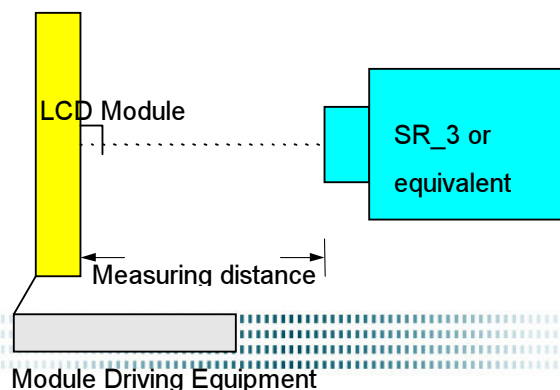 LCD Module
SR_3 or
equivalent
Measuring distance
Module Driving Equipment